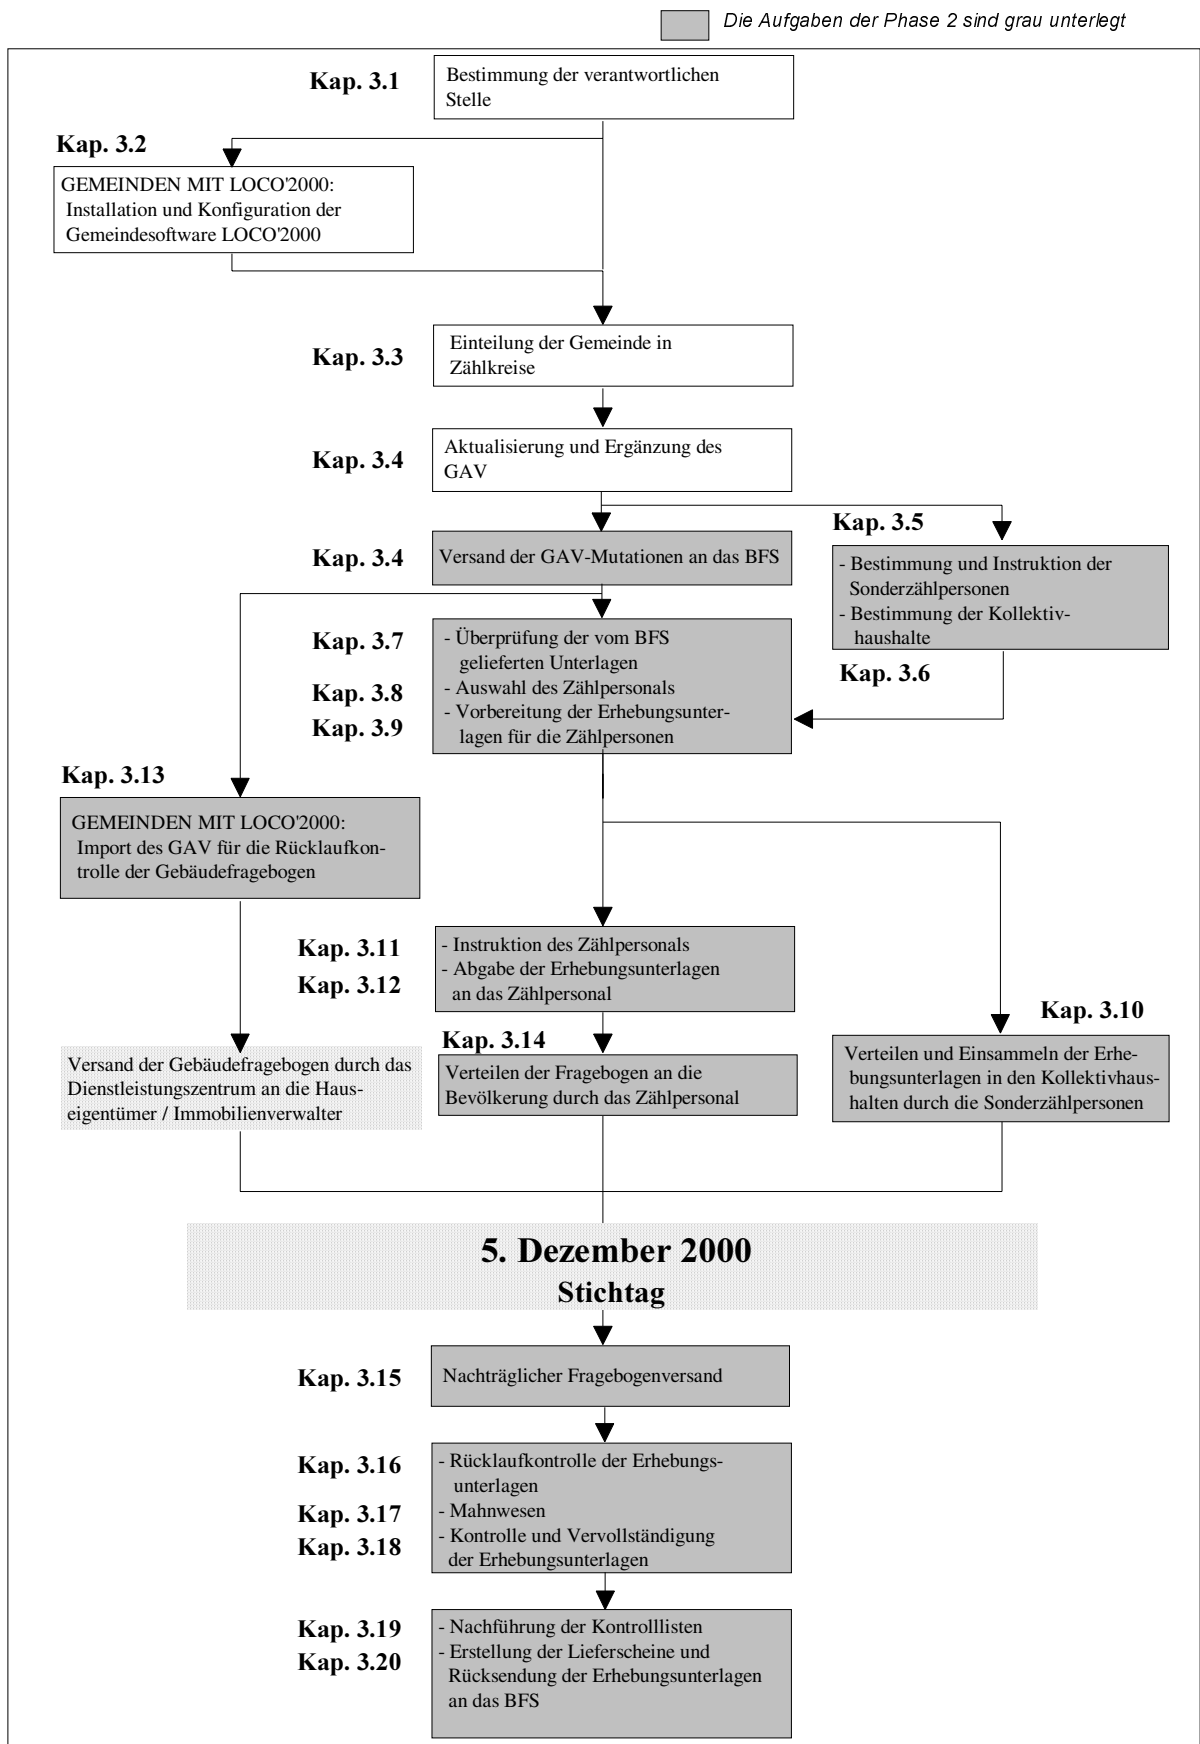 Die Aufgaben der Phase 2 sind grau unterlegt
Kap. 3.1
Bestimmung der verantwortlichen
Stelle
Kap. 3.2
GEMEINDEN MIT LOCO'2000:
Installation und Konfiguration der
Gemeindesoftware LOCO'2000
Kap. 3.3
Einteilung der Gemeinde in
Zählkreise
Kap. 3.4
Aktualisierung und Ergänzung des
GAV
Kap. 3.4
Versand der GAV-Mutationen an das BFS
Kap. 3.5
- Bestimmung und Instruktion der
Sonderzählpersonen
- Bestimmung der Kollektiv-
haushalte
Kap. 3.6
Kap. 3.7
Kap. 3.8
Kap. 3.9
- Überprüfung der vom BFS
gelieferten Unterlagen
- Auswahl des Zählpersonals
- Vorbereitung der Erhebungsunter-
lagen für die Zählpersonen
Kap. 3.13
GEMEINDEN MIT LOCO'2000:
Import des GAV für die Rücklaufkon-
trolle der Gebäudefragebogen
Kap. 3.11
Kap. 3.12
- Instruktion des Zählpersonals
- Abgabe der Erhebungsunterlagen
an das Zählpersonal
Kap. 3.10
Versand der Gebäudefragebogen durch das
Dienstleistungszentrum an die Haus-
eigentümer / Immobilienverwalter
Kap. 3.14
Verteilen der Fragebogen an die
Bevölkerung durch das Zählpersonal
Verteilen und Einsammeln der Erhe-
bungsunterlagen in den Kollektivhaus-
halten durch die Sonderzählpersonen
5. Dezember 2000
Stichtag
Kap. 3.15
Nachträglicher Fragebogenversand
Kap. 3.16
Kap. 3.17
Kap. 3.18
- Rücklaufkontrolle der Erhebungs-
unterlagen
- Mahnwesen
- Kontrolle und Vervollständigung
der Erhebungsunterlagen
Kap. 3.19
Kap. 3.20
- Nachführung der Kontrolllisten
- Erstellung der Lieferscheine und
Rücksendung der Erhebungsunterlagen
an das BFS